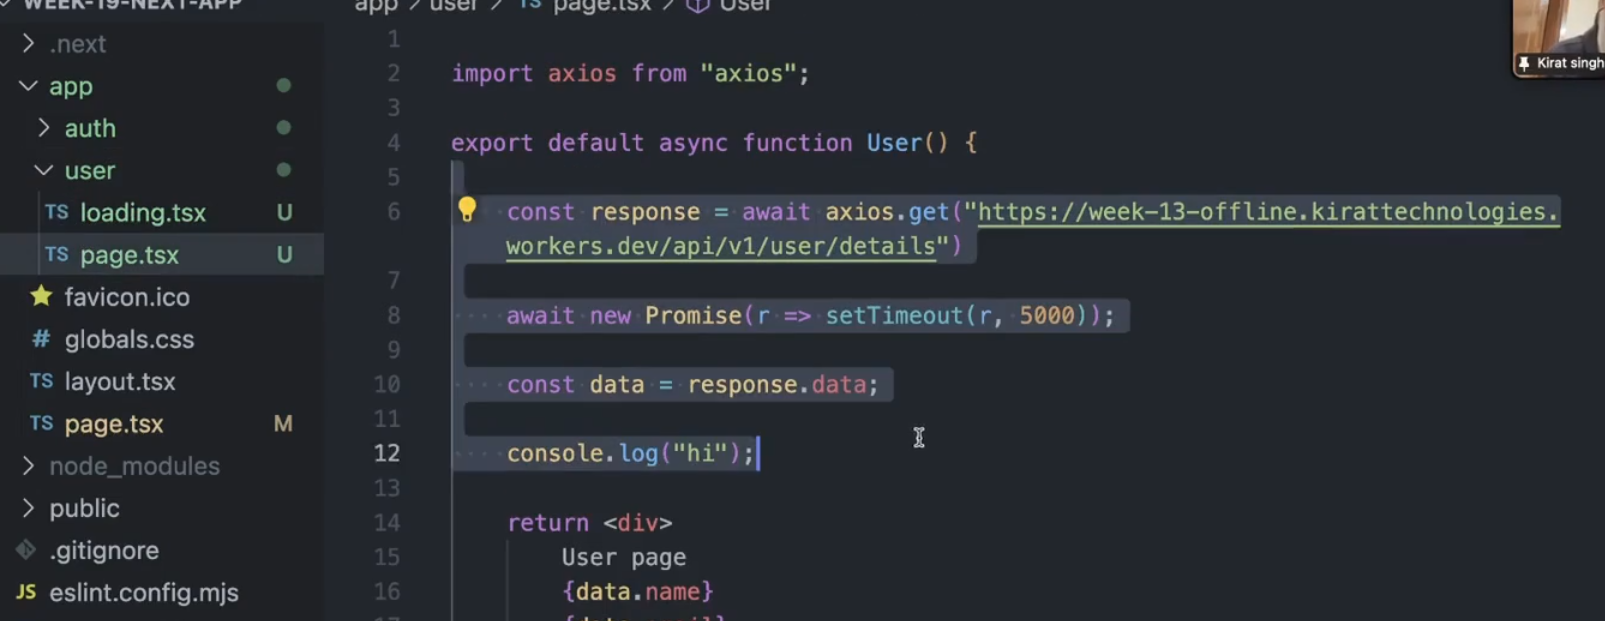 WEEK-19-NEXT-APP
app > user > TS page.tsx > User
.next
app
auth
user
TS loading.tsx U
TS page.tsx U
favicon.ico
# globals.css
TS layout.tsx
TS page.tsx M
node_modules
public
.gitignore
JS eslint.config.mjs
1
2 import axios from "axios";
3
4 export default async function User() {
5
6 const response = await axios.get("https://week-13-offline.kirattechnologies.
workers.dev/api/v1/user/details")
7
8 await new Promise(r => setTimeout(r, 5000));
9
10 const data = response.data;
11
12 console.log("hi");
13
14 return <div>
15 User page
16 {data.name}
17 {data.email}
Kirat singh